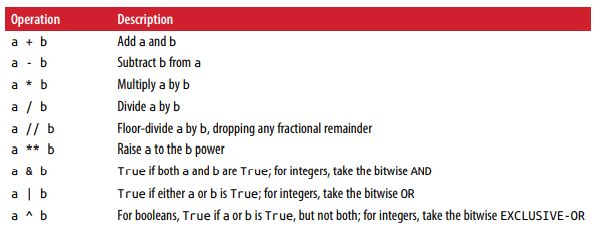 Operation Description
a + b Add a and b
a - b Subtract b from a
a * b Multiply a by b
a / b Divide a by b
a // b Floor-divide a by b, dropping any fractional remainder
a ** b Raise a to the b power
a & b True if both a and b are True; for integers, take the bitwise AND
a | b True if either a or b is True; for integers, take the bitwise OR
a ^ b For booleans, True if a or b is True, but not both; for integers, take the bitwise EXCLUSIVE-OR